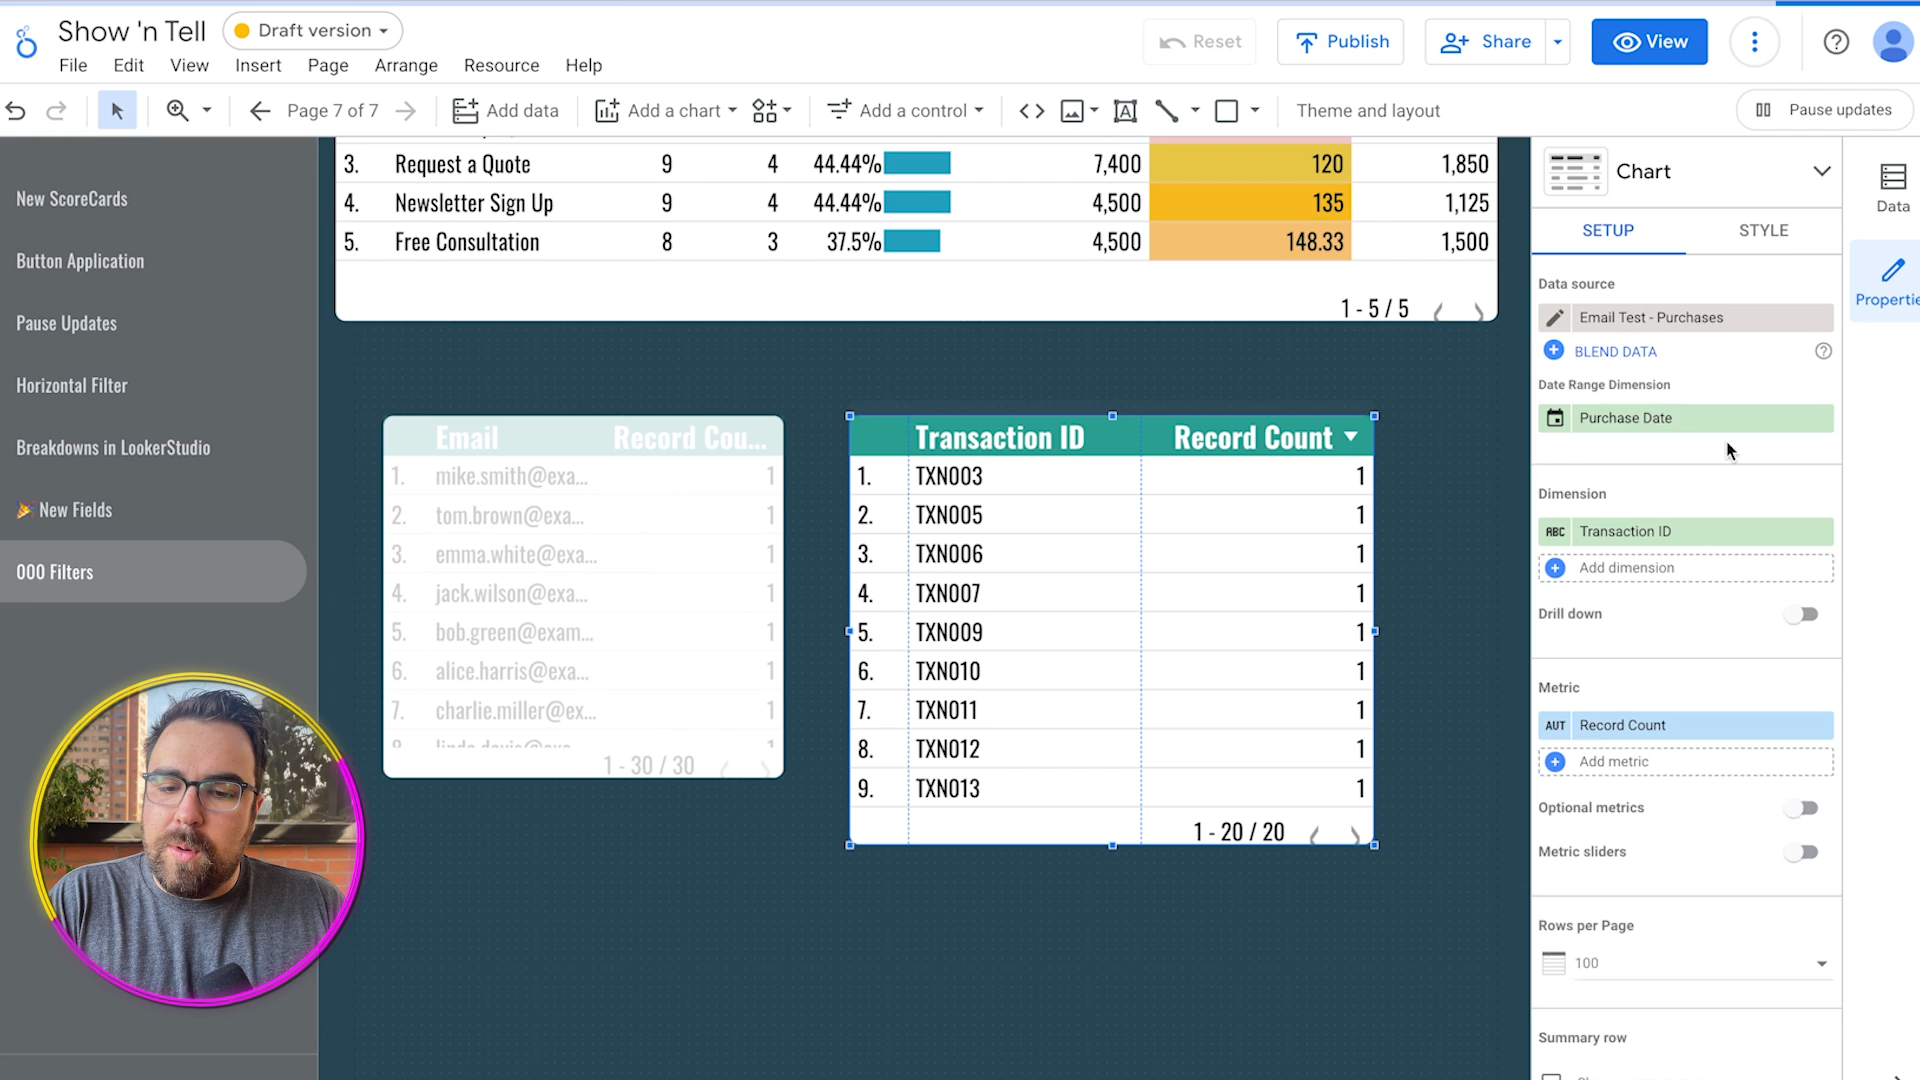 Show 'n Tell
Draft version
Reset
Publish
Share
View
File Edit View Insert Page Arrange Resource Help
Page 7 of 7
Add data
Add a chart
Add a control
Theme and layout
Pause updates
New ScoreCards
Button Application
Pause Updates
Horizontal Filter
Breakdowns in LookerStudio
🎉 New Fields
000 Filters
3. Request a Quote 9 4 44.44% 7,400 120 1,850
4. Newsletter Sign Up 9 4 44.44% 4,500 135 1,125
5. Free Consultation 8 3 37.5% 4,500 148.33 1,500
1 - 5 / 5
Email Record Cou...
1. mike.smith@exa... 1
2. tom.brown@exa... 1
3. emma.white@exa... 1
4. jack.wilson@exa... 1
5. bob.green@exam... 1
6. alice.harris@exa... 1
7. charlie.miller@ex... 1
1 - 30 / 30
Transaction ID Record Count
1. TXN003 1
2. TXN005 1
3. TXN006 1
4. TXN007 1
5. TXN009 1
6. TXN010 1
7. TXN011 1
8. TXN012 1
9. TXN013 1
1 - 20 / 20
Chart
SETUP STYLE
Data source
Email Test - Purchases
BLEND DATA
Date Range Dimension
Purchase Date
Dimension
ABC Transaction ID
Add dimension
Drill down
Metric
AUT Record Count
Add metric
Optional metrics
Metric sliders
Rows per Page
100
Summary row
Data
Propertie